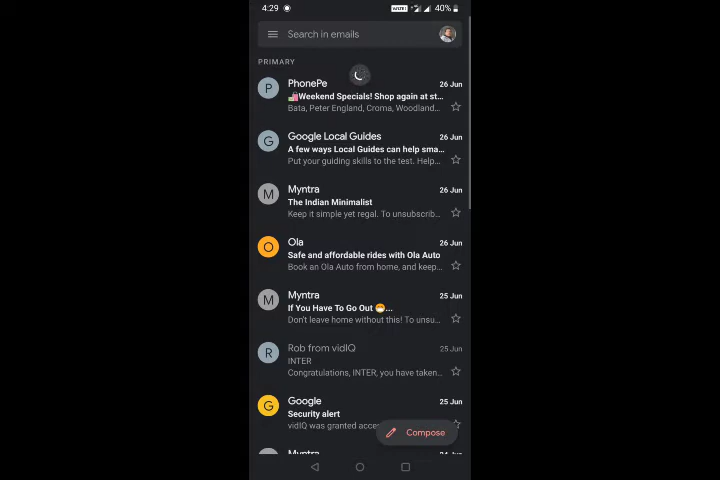 4:29 VoLTE 40%
Search in emails
PRIMARY
P PhonePe 26 Jun
🛍️Weekend Specials! Shop again at st...
Bata, Peter England, Croma, Woodland...
G Google Local Guides 26 Jun
A few ways Local Guides can help sma...
Put your guiding skills to the test. Help...
M Myntra 26 Jun
The Indian Minimalist
Keep it simple yet regal. To unsubscrib...
O Ola 26 Jun
Safe and affordable rides with Ola Auto
Book an Ola Auto from home, and keep...
M Myntra 25 Jun
If You Have To Go Out 😷...
Don't leave home without this! To unsu...
R Rob from vidIQ 25 Jun
INTER
Congratulations, INTER, you have taken...
G Google 25 Jun
Security alert
vidIQ was granted acces
Compose